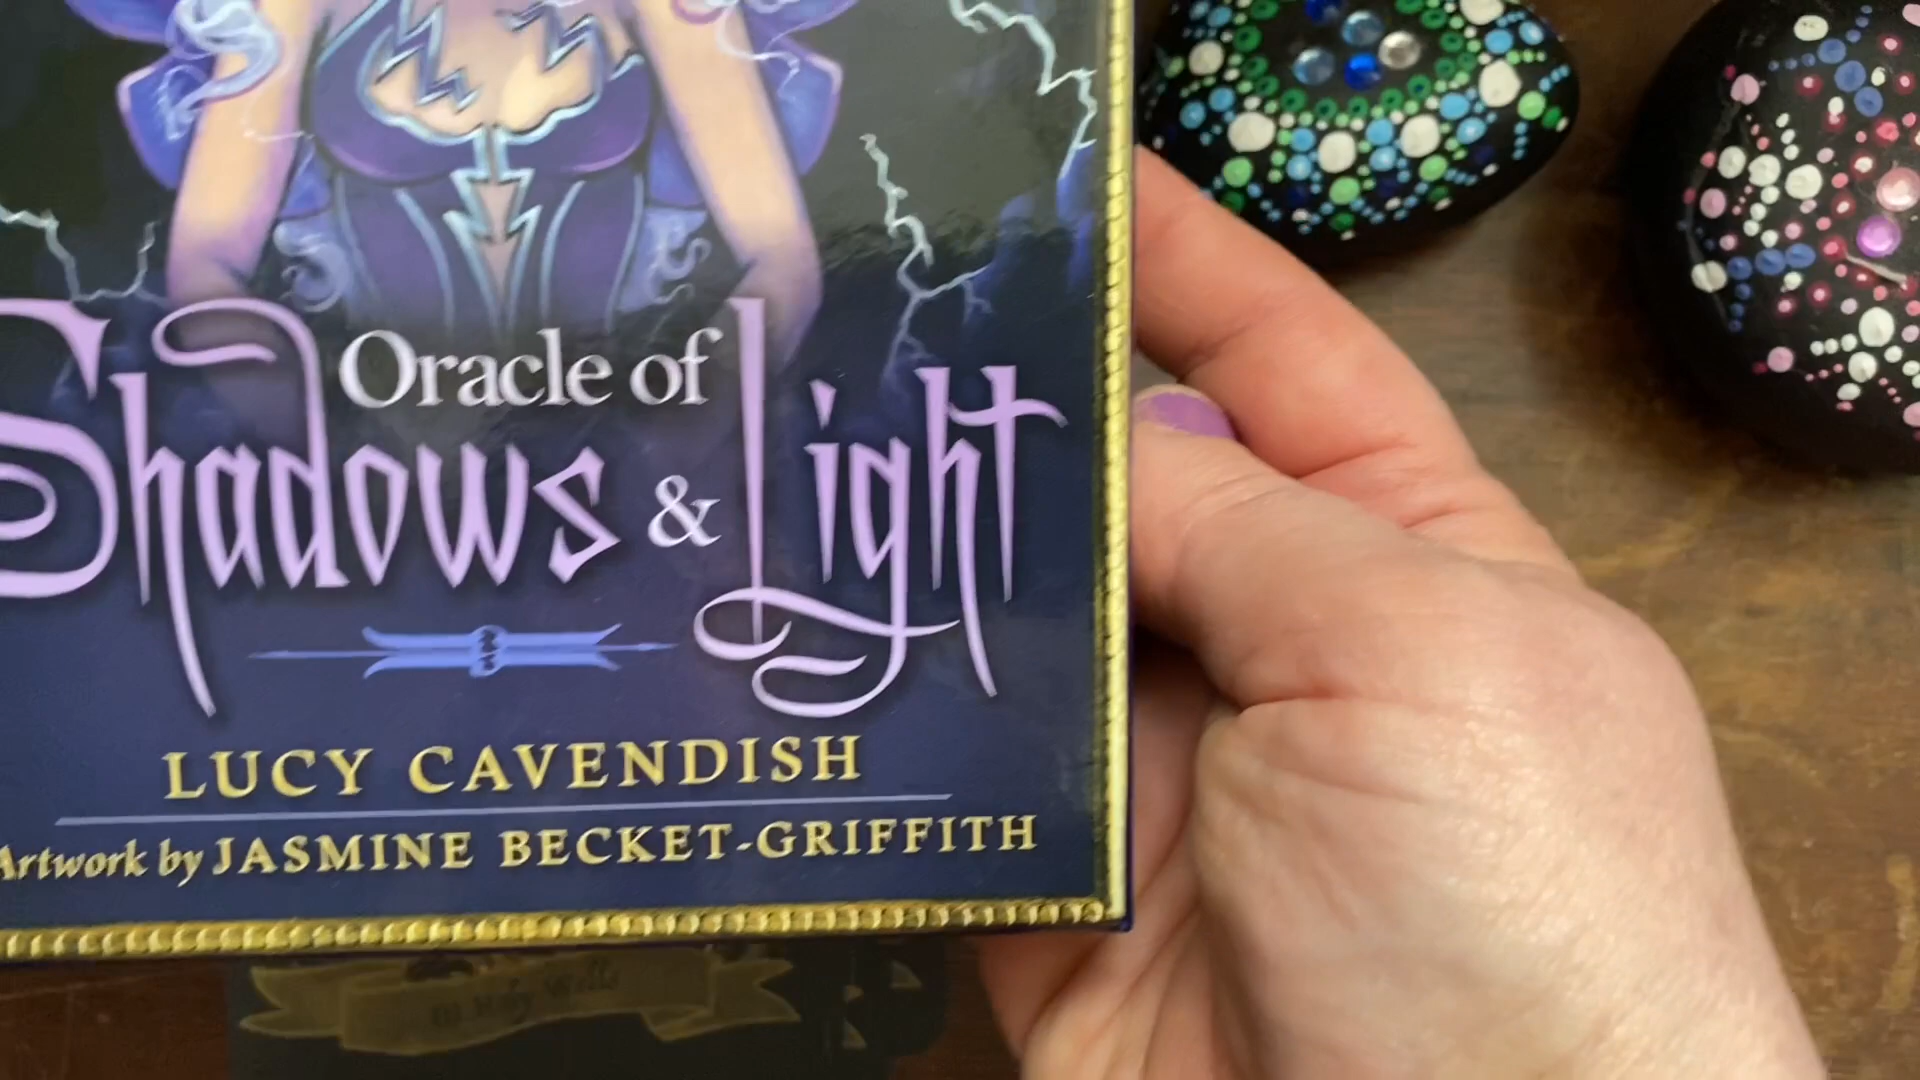 Oracle of
Shadows & Light
LUCY CAVENDISH
Artwork by JASMINE BECKET-GRIFFITH